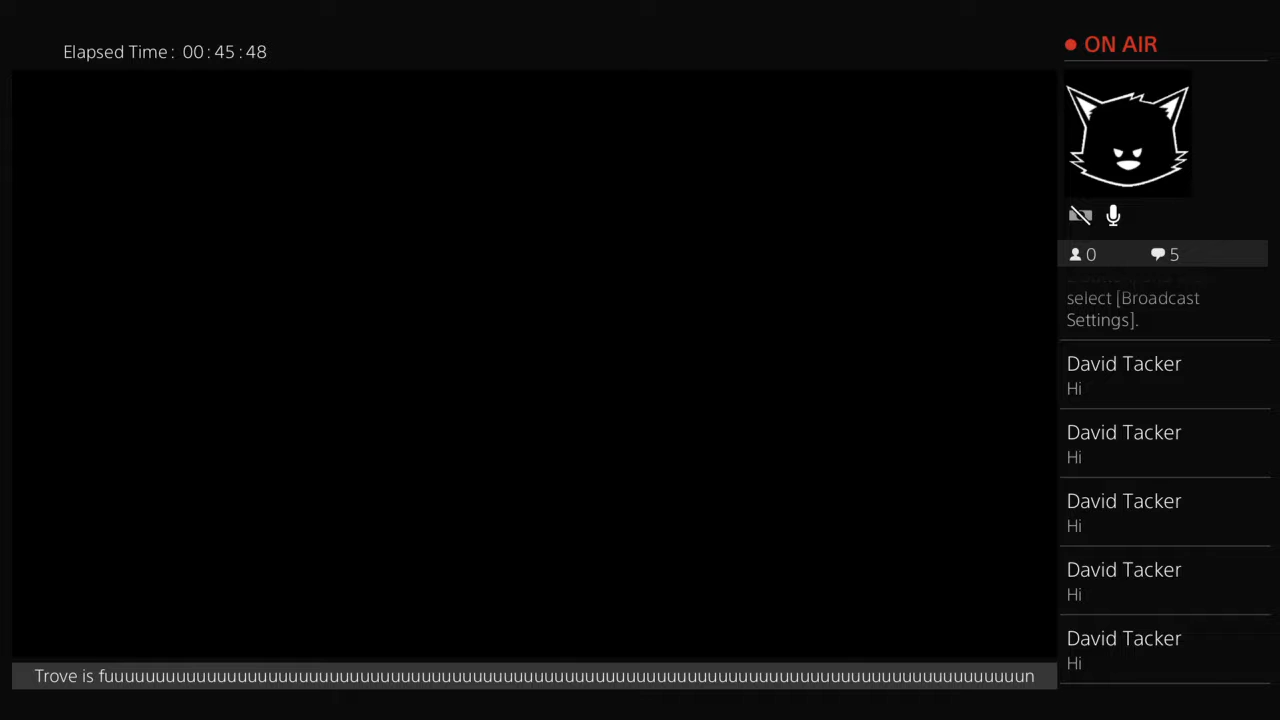 Elapsed Time: 00:45:48
ON AIR
0 5
select [Broadcast
Settings].
David Tacker
Hi
David Tacker
Hi
David Tacker
Hi
David Tacker
Hi
David Tacker
Hi
Trove is fuuuuuuuuuuuuuuuuuuuuuuuuuuuuuuuuuuuuuuuuuuuuuuuuuuuuuuuuuuuuuuuuuuuuuuuuuuuuuuuuuuuuuuuun